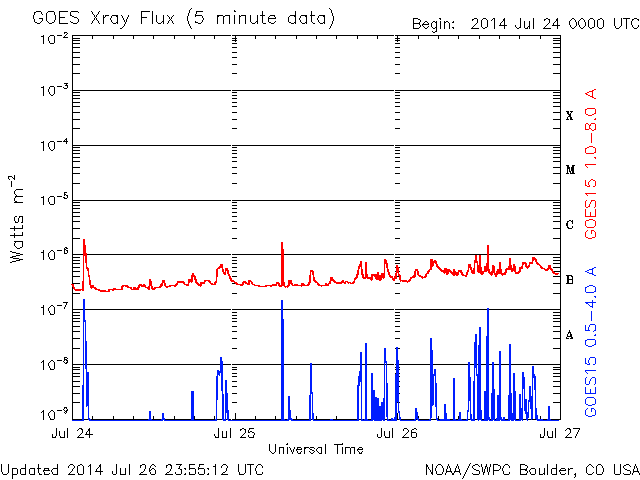 GOES Xray Flux (5 minute data)
Begin: 2014 Jul 24 0000 UTC
10⁻²
10⁻³
10⁻⁴
10⁻⁵
10⁻⁶
10⁻⁷
10⁻⁸
10⁻⁹
Watts m⁻²
X
M
C
B
A
GOES15 1.0-8.0 A
GOES15 0.5-4.0 A
Jul 24
Jul 25
Jul 26
Jul 27
Universal Time
Updated 2014 Jul 26 23:55:12 UTC
NOAA/SWPC Boulder, CO USA